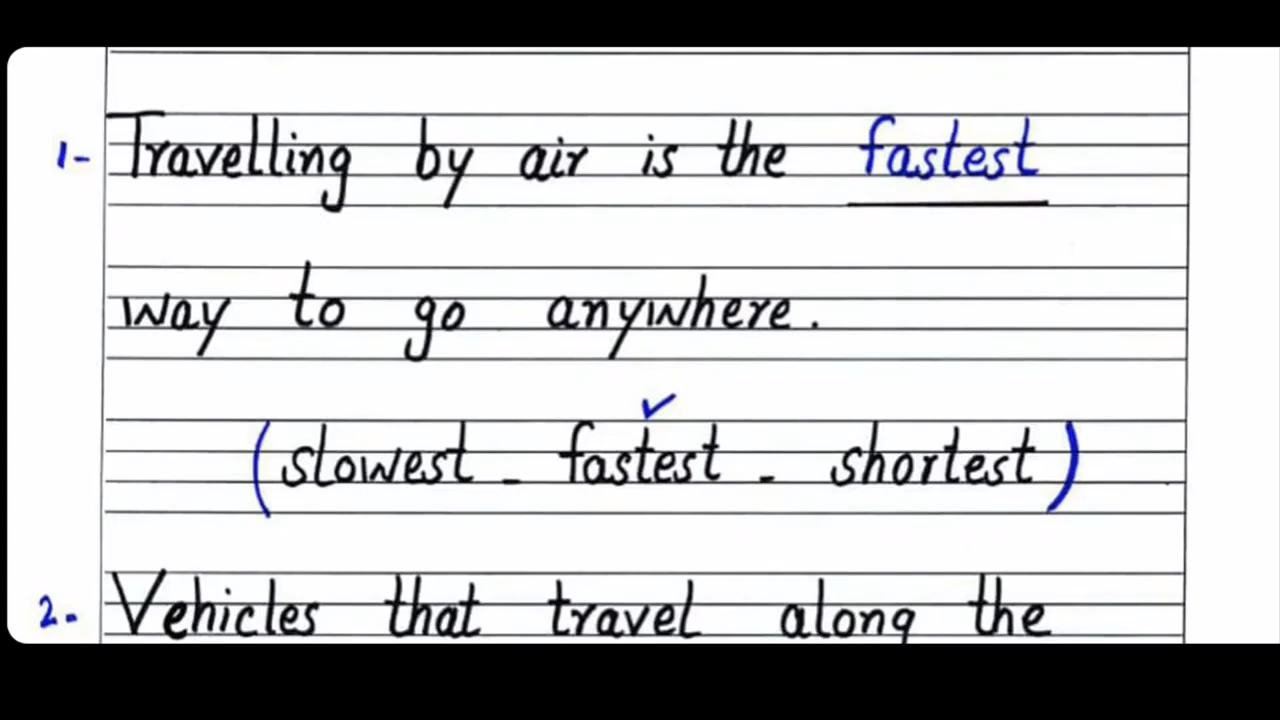 1- Travelling by air is the fastest
way to go anywhere.
(slowest - fastest - shortest)
2- Vehicles that travel along the